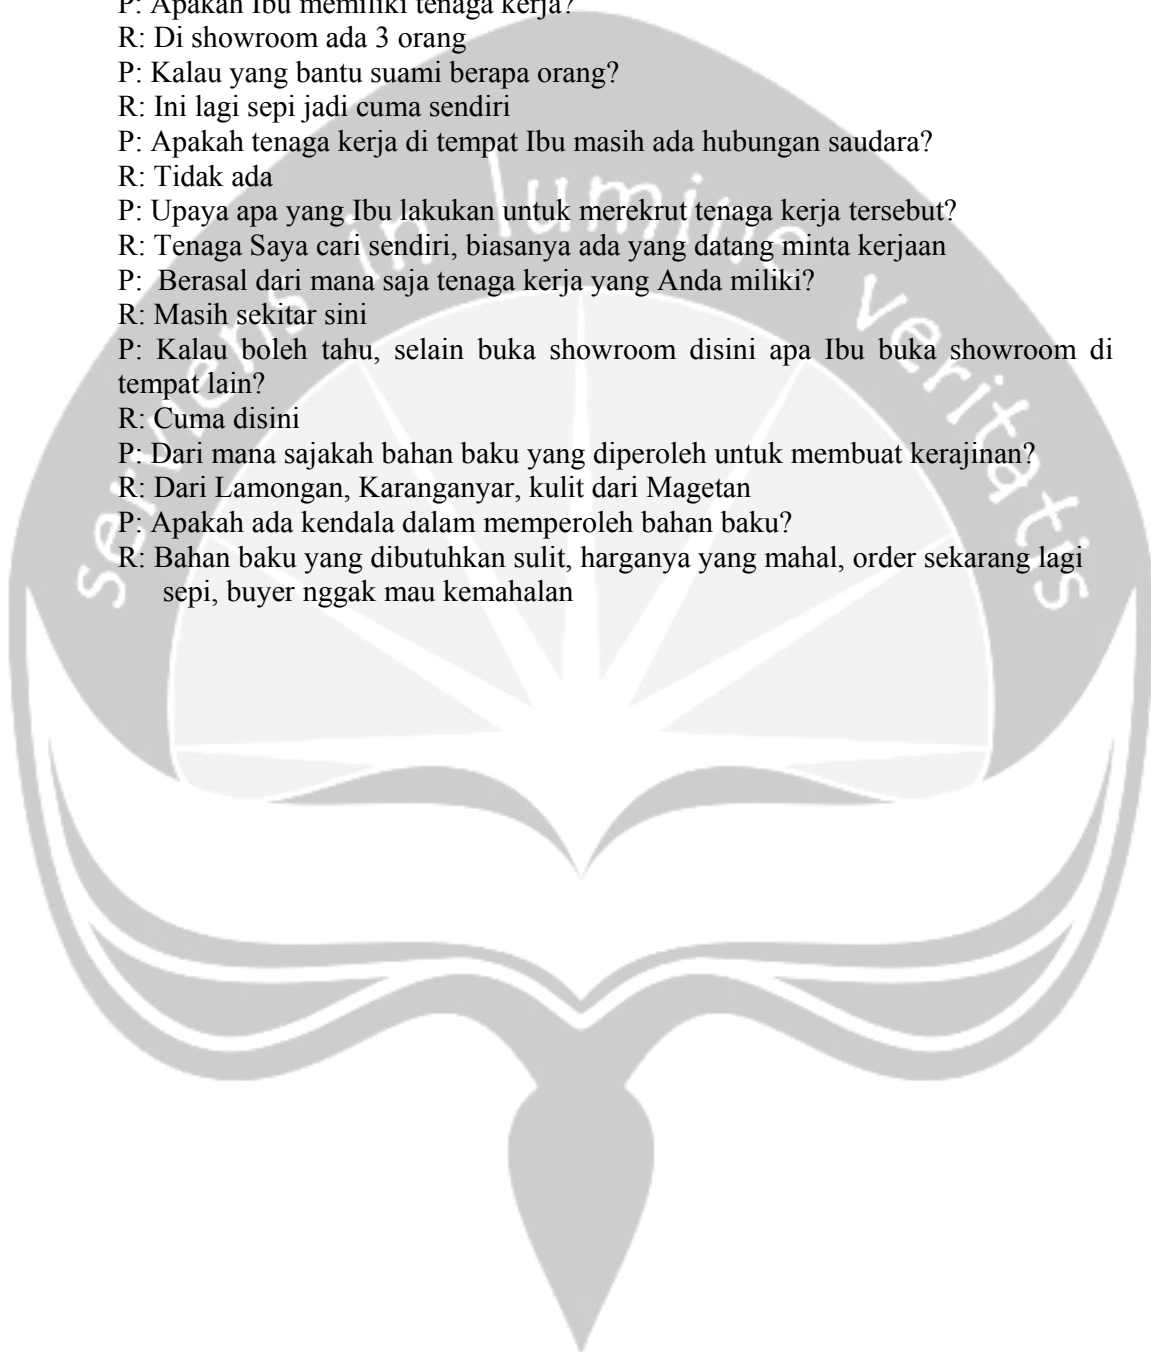 P: Apakah Ibu memiliki tenaga kerja?
R: Di showroom ada 3 orang
P: Kalau yang bantu suami berapa orang?
R: Ini lagi sepi jadi cuma sendiri
P: Apakah tenaga kerja di tempat Ibu masih ada hubungan saudara?
R: Tidak ada
P: Upaya apa yang Ibu lakukan untuk merekrut tenaga kerja tersebut?
R: Tenaga Saya cari sendiri, biasanya ada yang datang minta kerjaan
P: Berasal dari mana saja tenaga kerja yang Anda miliki?
R: Masih sekitar sini
P: Kalau boleh tahu, selain buka showroom disini apa Ibu buka showroom di
tempat lain?
R: Cuma disini
P: Dari mana sajakah bahan baku yang diperoleh untuk membuat kerajinan?
R: Dari Lamongan, Karanganyar, kulit dari Magetan
P: Apakah ada kendala dalam memperoleh bahan baku?
R: Bahan baku yang dibutuhkan sulit, harganya yang mahal, order sekarang lagi
sepi, buyer nggak mau kemahalan
serviens in lumine veritatis